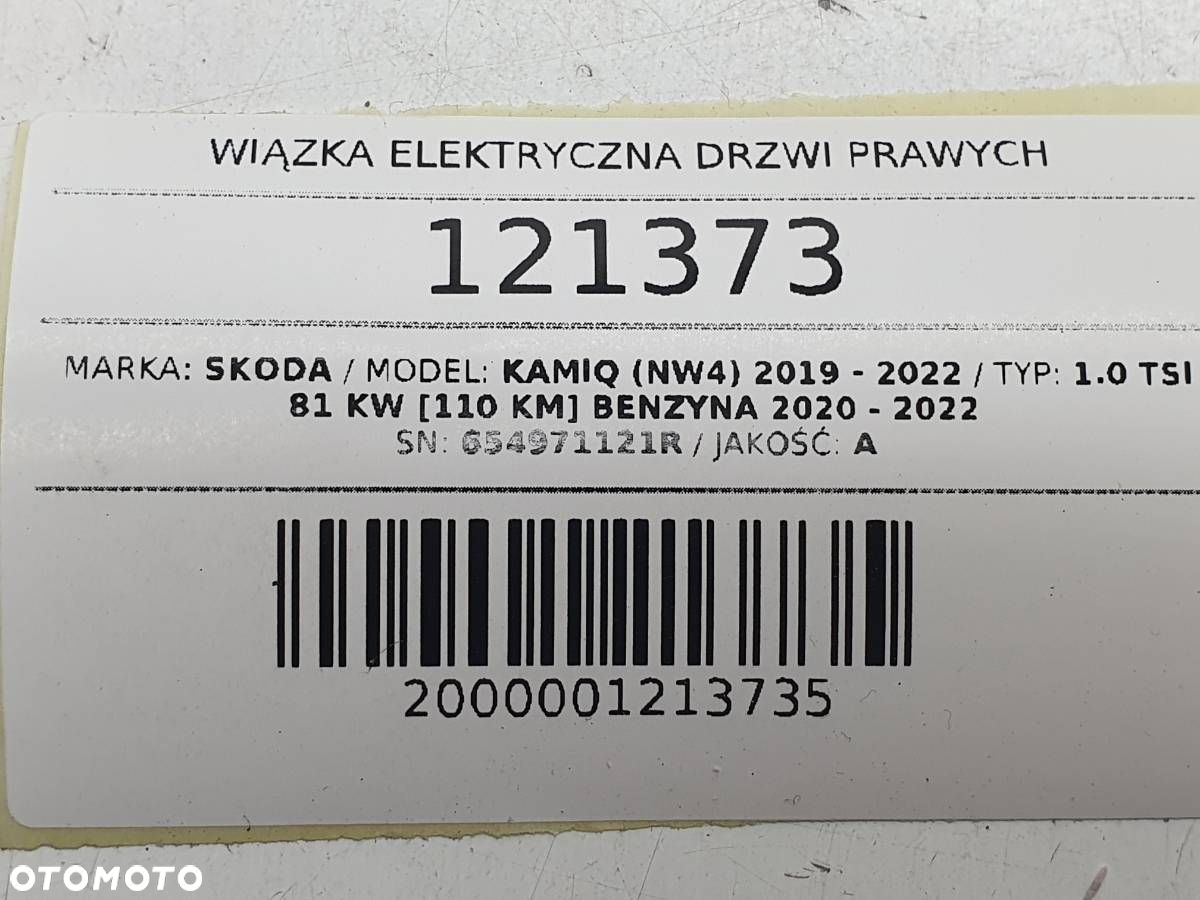 WIĄZKA ELEKTRYCZNA DRZWI PRAWYCH
121373
MARKA: SKODA / MODEL: KAMIQ (NW4) 2019 - 2022 / TYP: 1.0 TSI
81 KW [110 KM] BENZYNA 2020 - 2022
SN: 654971121R / JAKOŚĆ: A
2000001213735
OTOMOTO